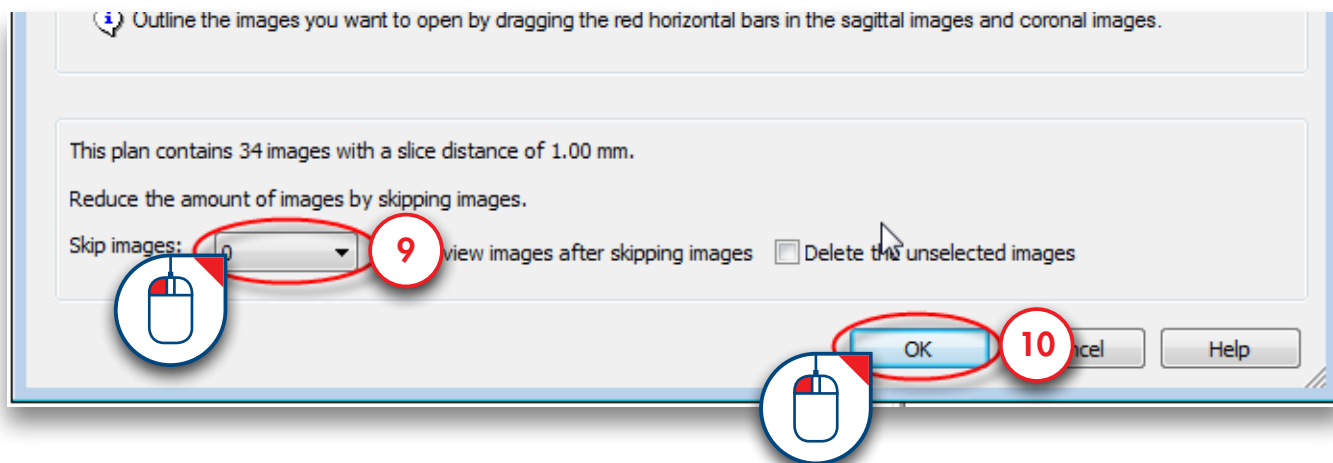 Outline the images you want to open by dragging the red horizontal bars in the sagittal images and coronal images.
This plan contains 34 images with a slice distance of 1.00 mm.
Reduce the amount of images by skipping images.
Skip images: 0 9 view images after skipping images Delete the unselected images
OK 10 ncel Help